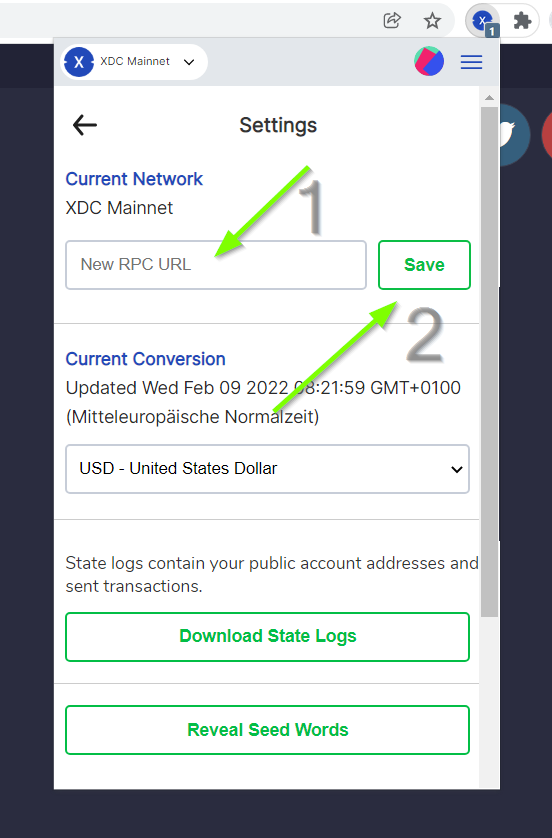 X
1
X
XDC Mainnet
Settings
Current Network
XDC Mainnet
1
New RPC URL
Save
2
Current Conversion
Updated Wed Feb 09 2022 08:21:59 GMT+0100
(Mitteleuropäische Normalzeit)
USD - United States Dollar
State logs contain your public account addresses and
sent transactions.
Download State Logs
Reveal Seed Words